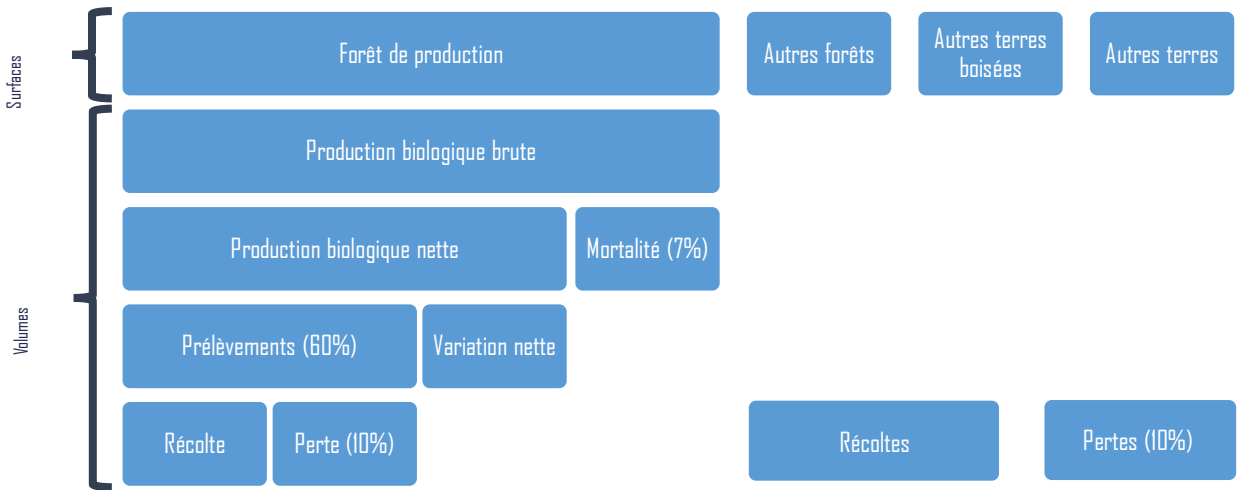 Surfaces
Forêt de production
Autres forêts
Autres terres
boisées
Autres terres
Volumes
Production biologique brute
Production biologique nette
Mortalité (7%)
Prélèvements (60%)
Variation nette
Récolte
Perte (10%)
Récoltes
Pertes (10%)